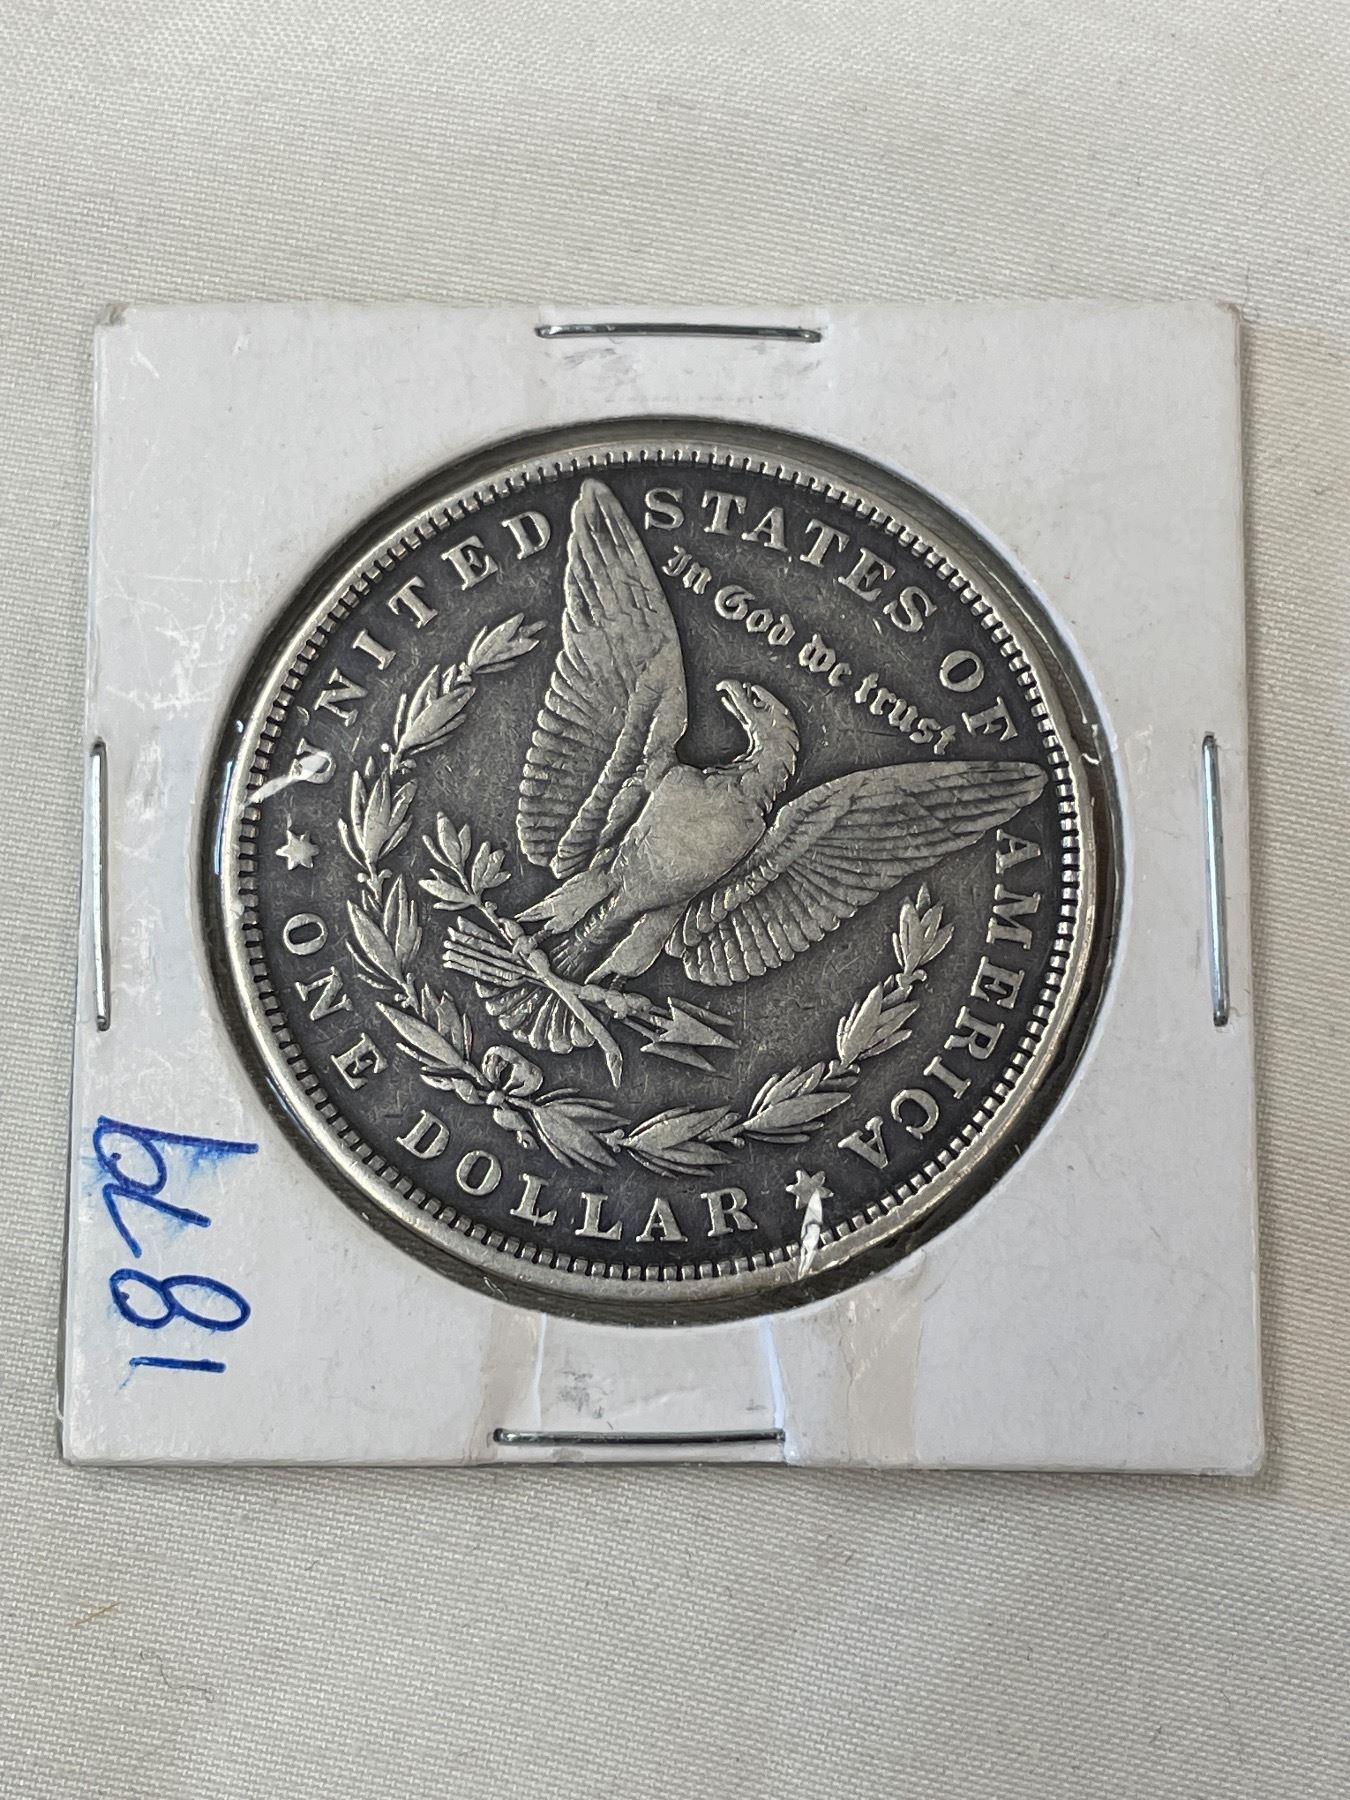 UNITED STATES OF AMERICA
In God we trust
ONE DOLLAR
1879